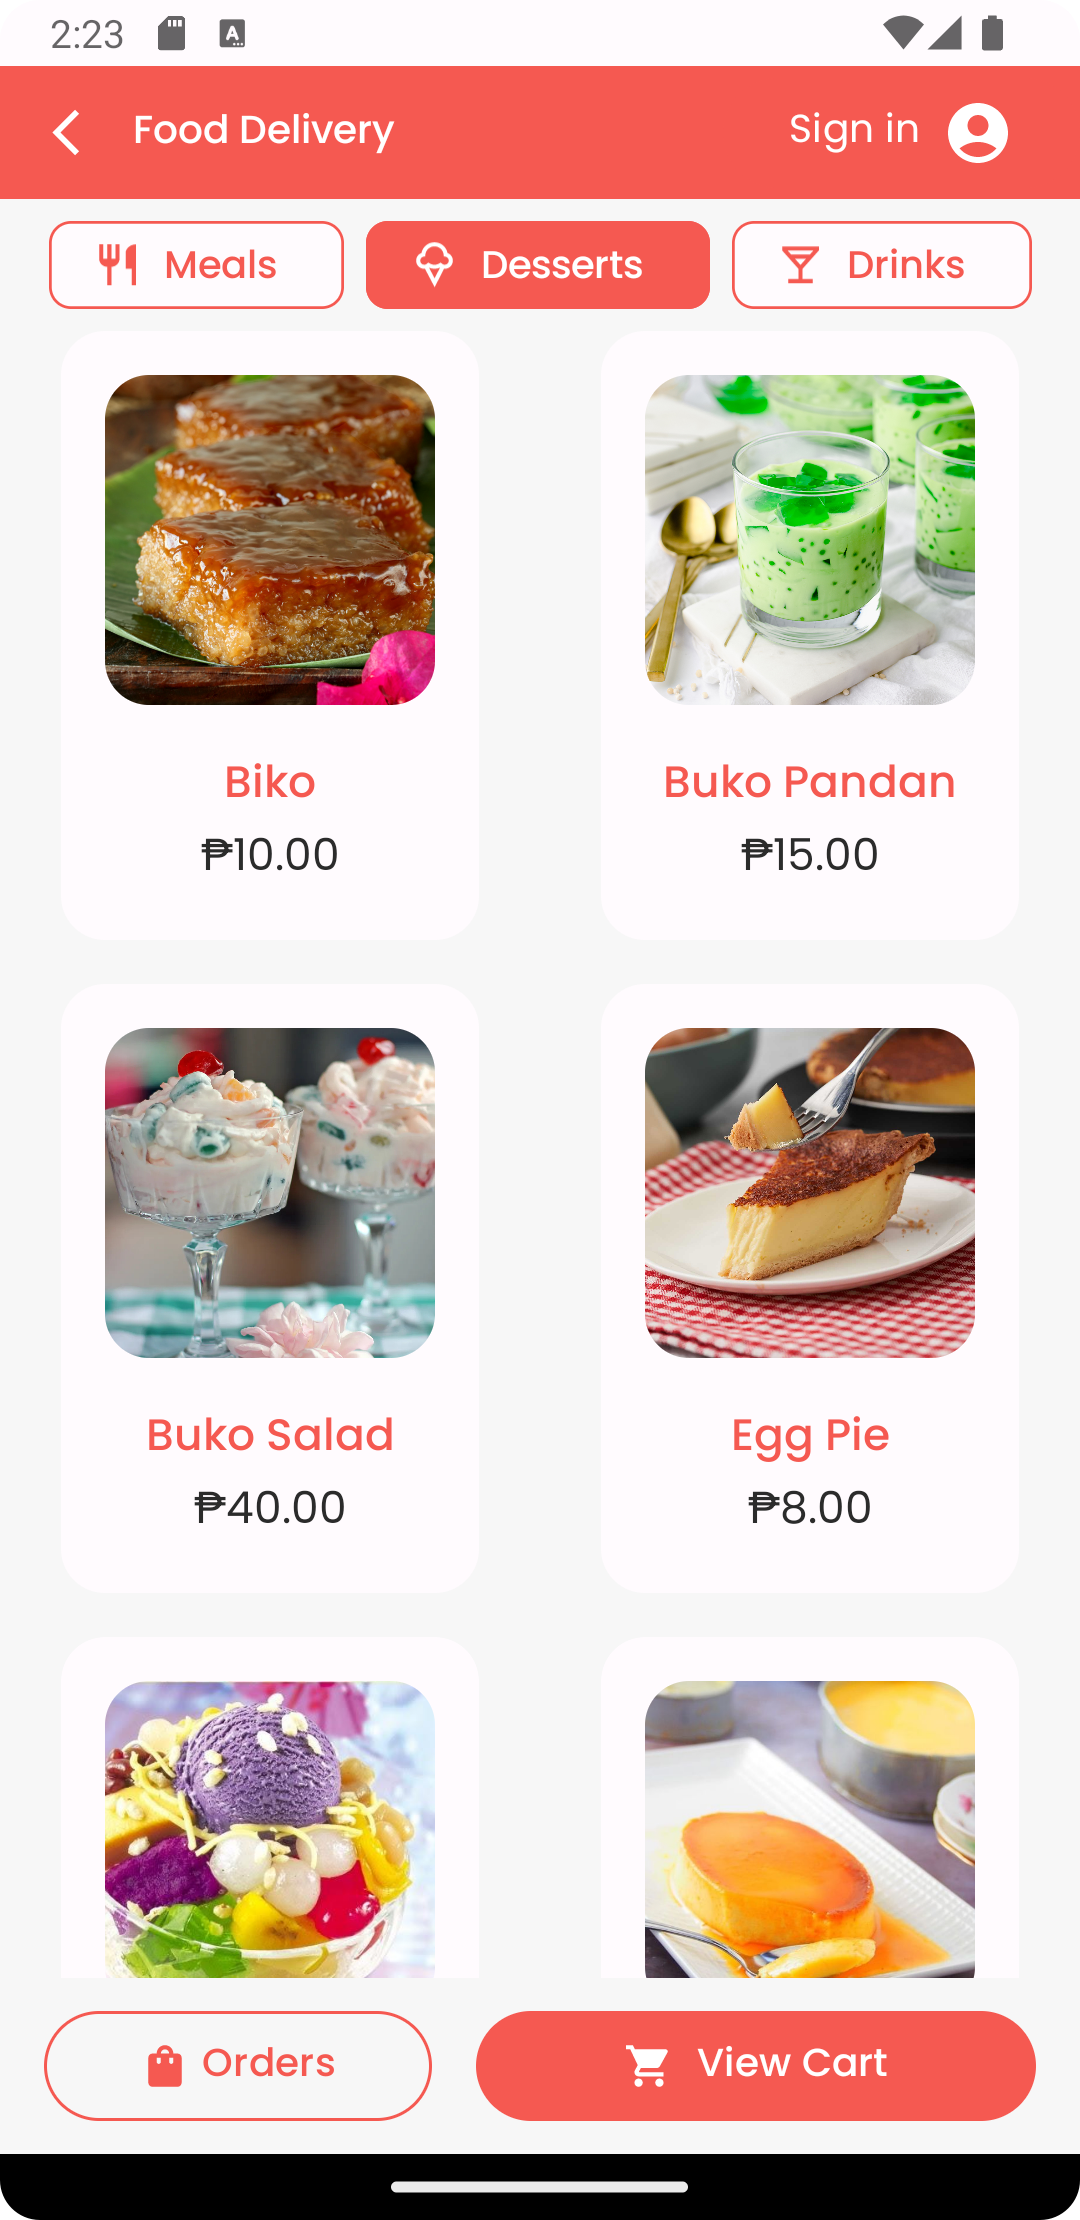 2:23
Food Delivery
Sign in
Meals
Desserts
Drinks
Biko
₱10.00
Buko Pandan
₱15.00
Buko Salad
₱40.00
Egg Pie
₱8.00
Orders
View Cart